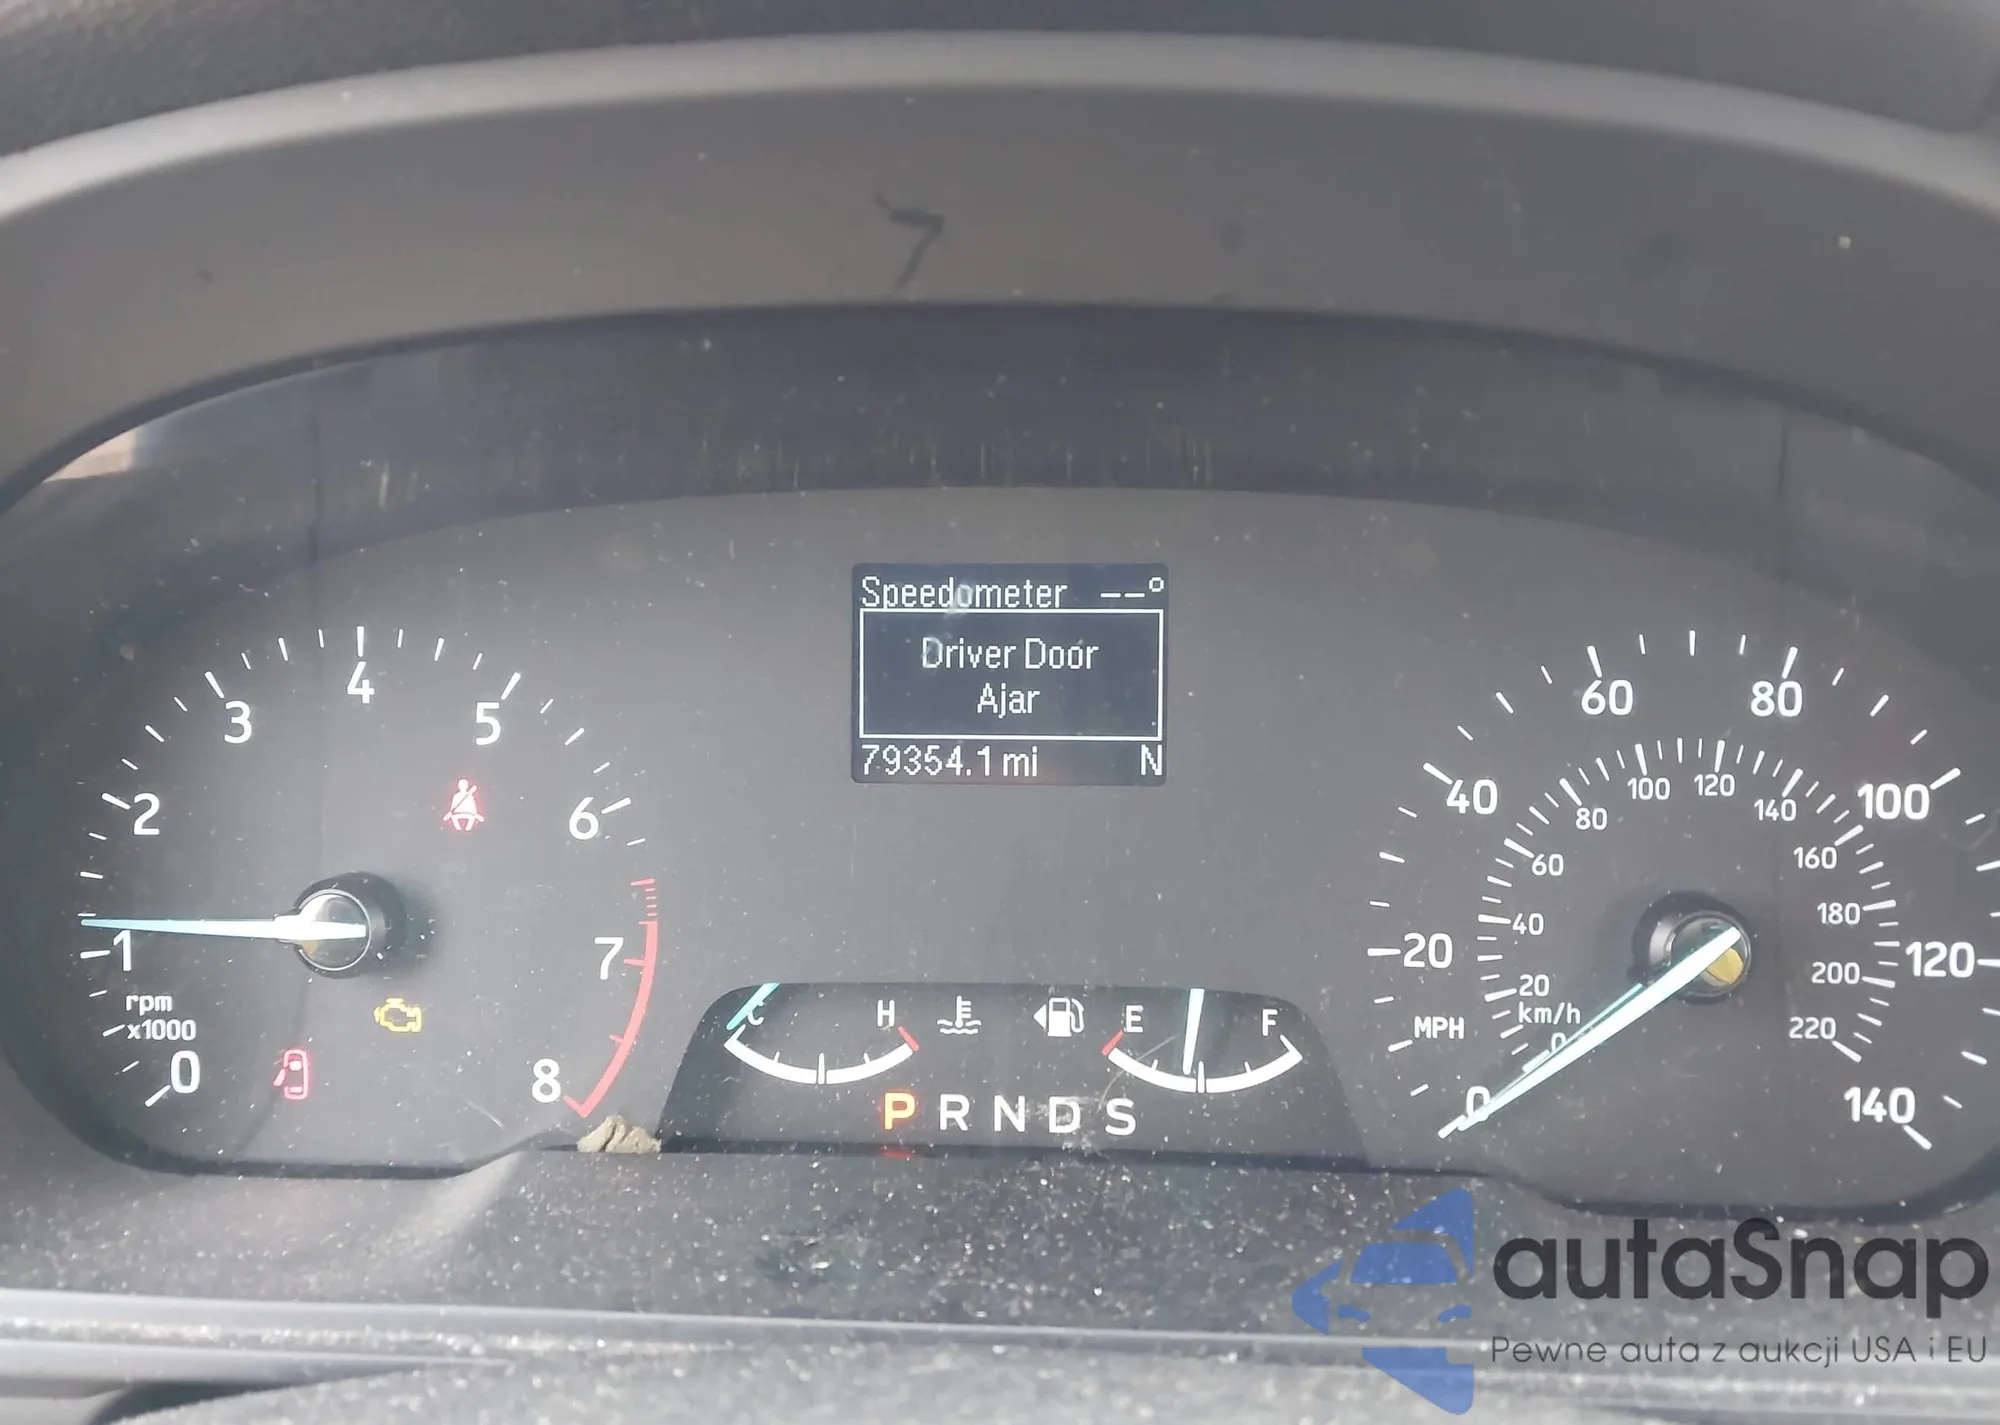 Speedometer --°
Driver Door
Ajar
79354.1 mi N
0
1
2
3
4
5
6
7
8
rpm
x1000
C H
E F
P R N D S
0
20
40
60
80
100
120
140
MPH
0
20
40
60
80
100
120
140
160
180
200
220
km/h
autaSnap
Pewne auta z aukcji USA i EU